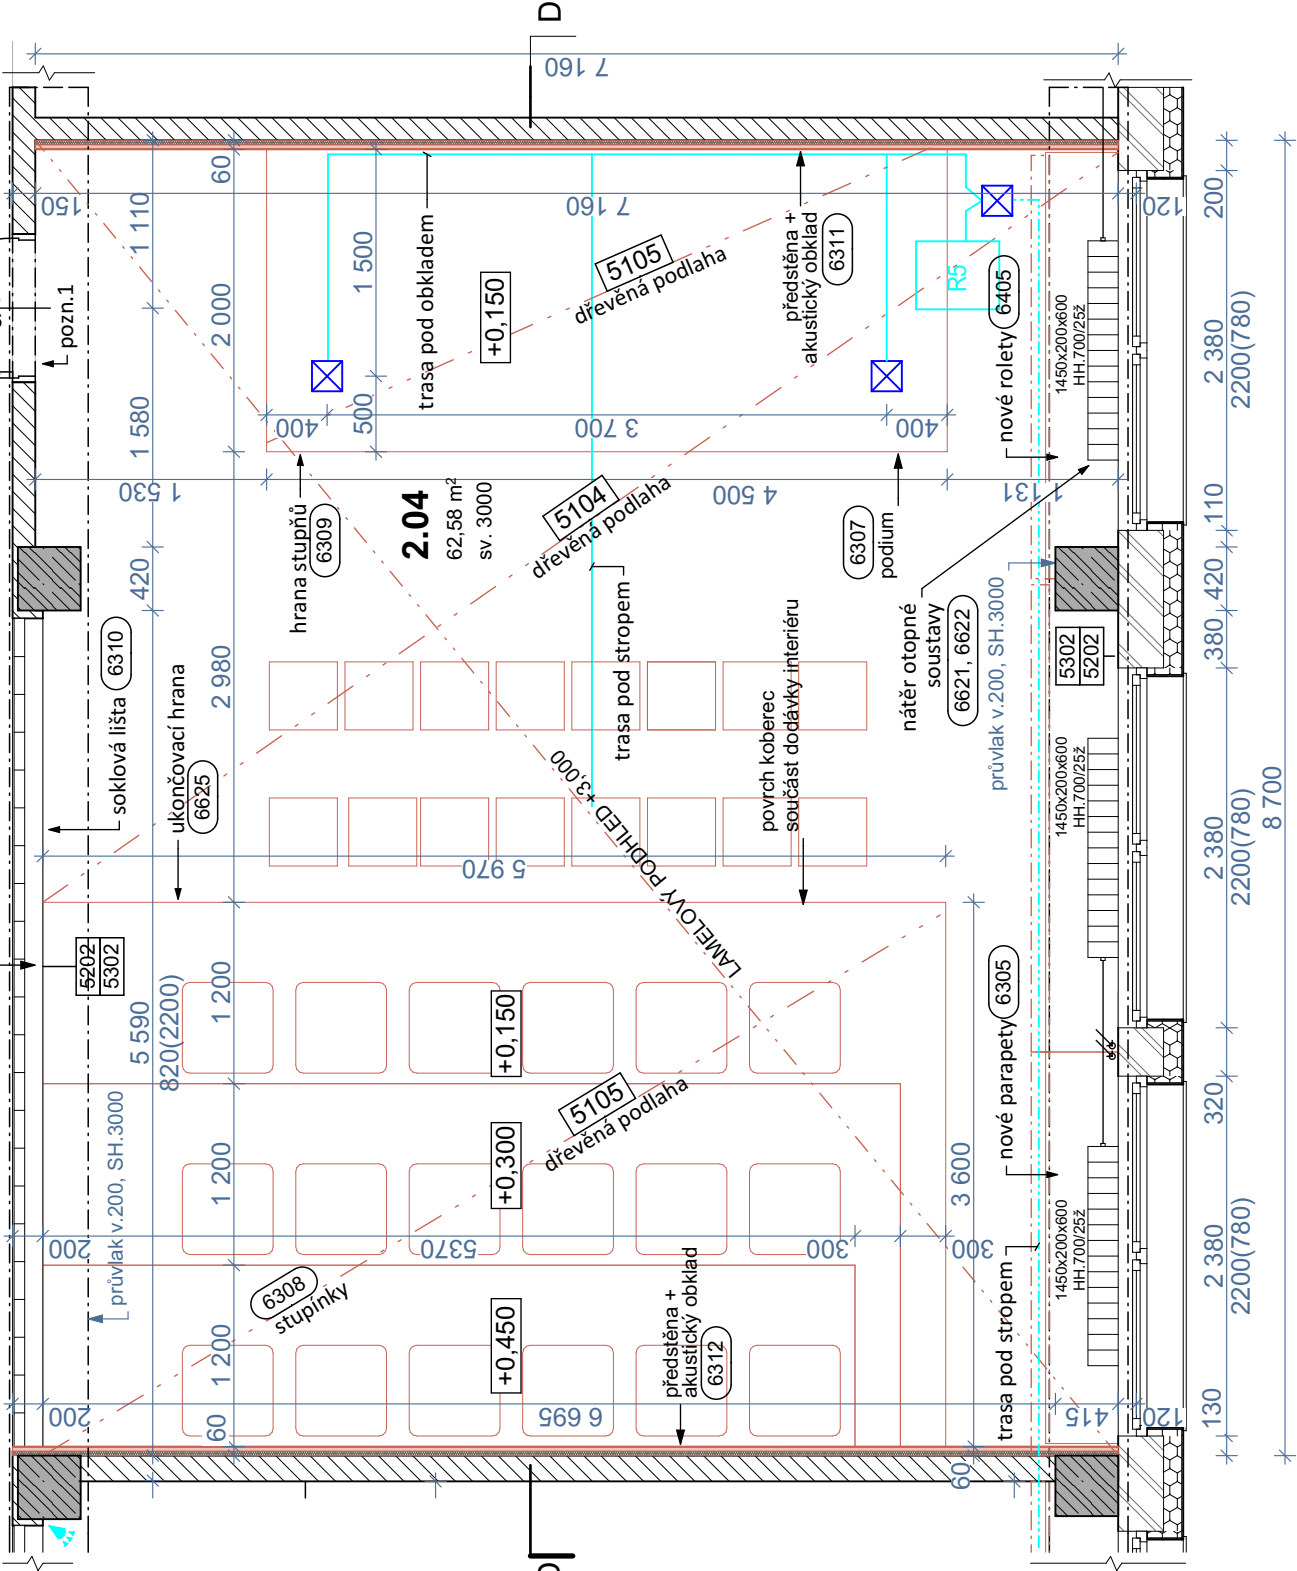 D
7 160
150
1 110
60
pozn.1
2 000
1 500
trasa pod obkladem
+0,150
7 160
5105
dřevěná podlaha
předstěna +
akustický obklad
6311
R5
nové rolety
6405
1450x200x600
HH.700/25ž
120
200
2 380
2200(780)
1 580
500
400
3 700
400
1 530
hrana stupňů
6309
2.04
62,58 m²
sv. 3000
5104
dřevěná podlaha
4 500
6307
podium
1 131
110
420
420
380
nátěr otopné
soustavy
6621, 6622
průvlak v.200, SH.3000
5302
5202
soklová lišta
6310
ukončovací hrana
6625
2 980
trasa pod stropem
povrch koberec
součást dodávky interiéru
LAMELOVÝ PODHLED +3,000
5 970
1450x200x600
HH.700/25ž
2 380
2200(780)
8 700
5202
5302
5 590
820(2200)
1 200
+0,150
5105
dřevěná podlaha
nové parapety
6305
320
průvlak v.200, SH.3000
1 200
+0,300
3 600
200
5370
300
300
6308
stupínky
1 200
+0,450
předstěna +
akustický obklad
6312
trasa pod stropem
1450x200x600
HH.700/25ž
2 380
2200(780)
200
60
6 695
415
120
130
60